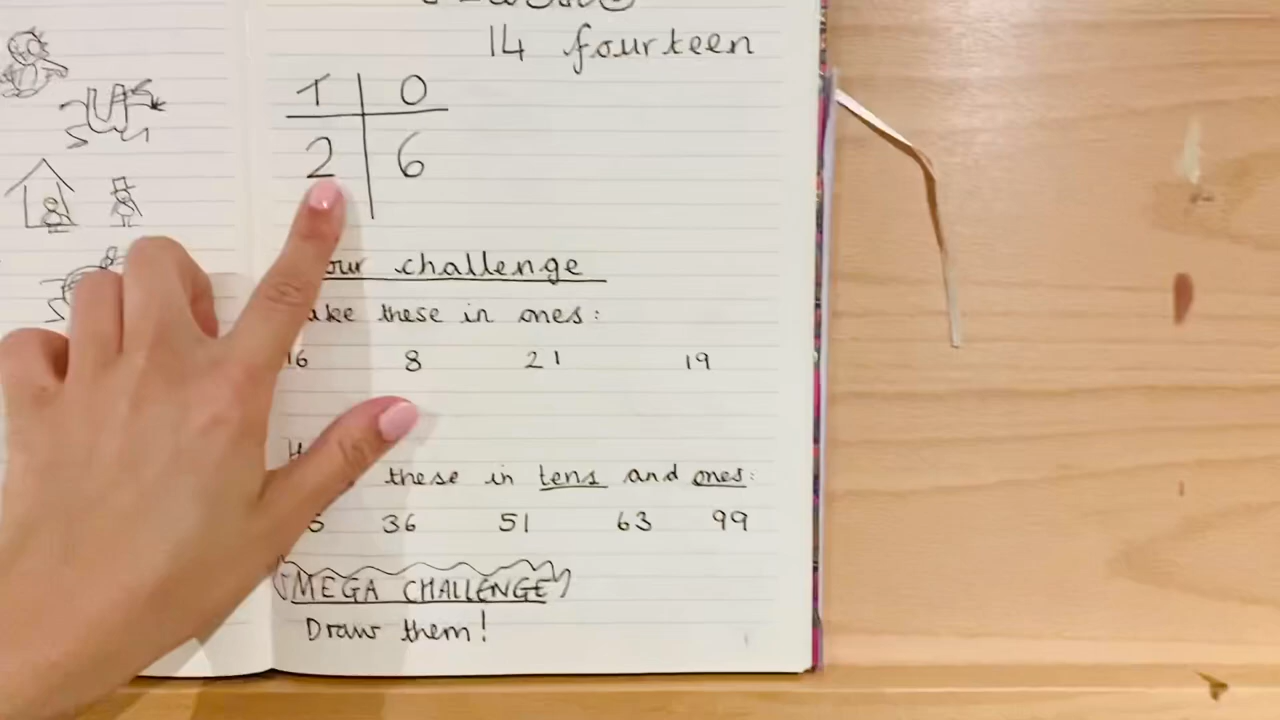 14 fourteen
T O
2 6
challenge
these in ones:
16 8 21 19
these in tens and ones:
36 51 63 99
MEGA CHALLENGE
Draw them!